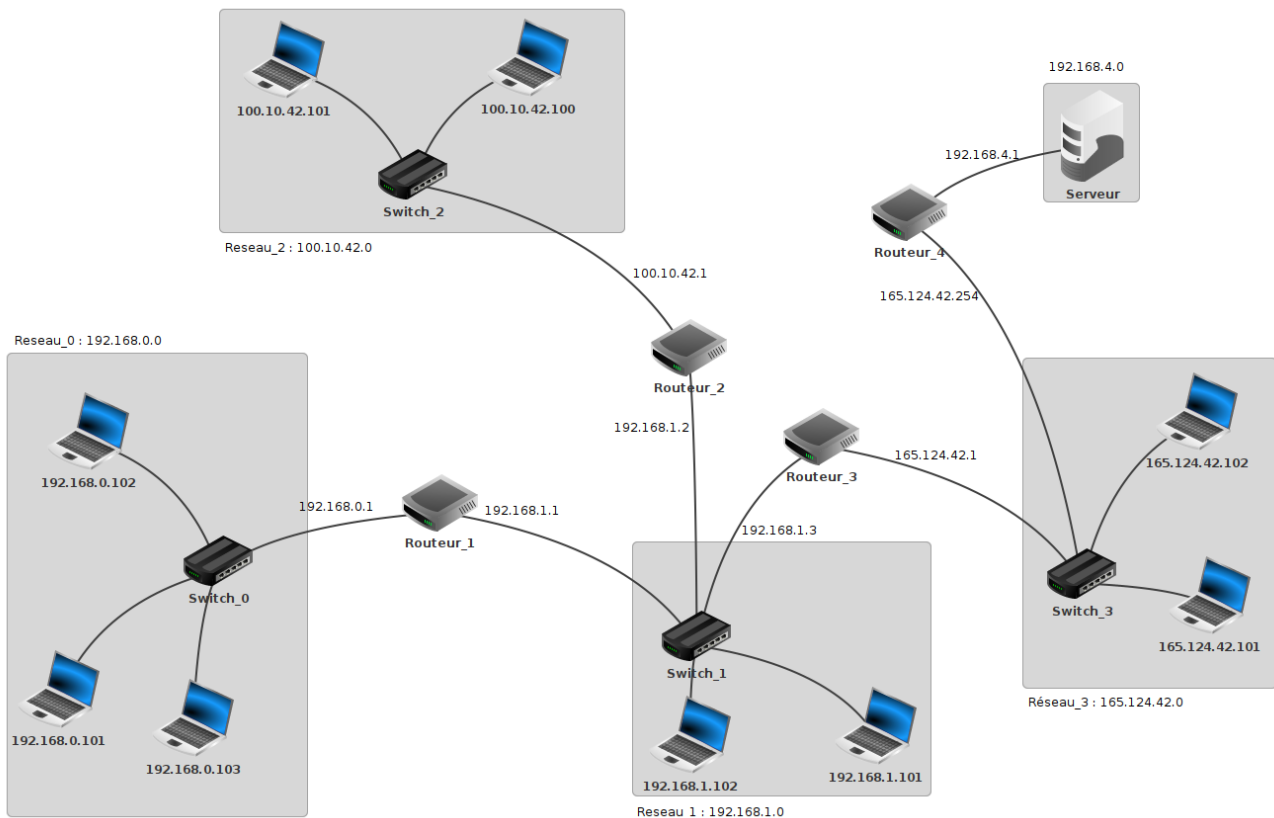 192.168.4.0
100.10.42.101
100.10.42.100
192.168.4.1
Serveur
Switch_2
Reseau_2 : 100.10.42.0
Routeur_4
100.10.42.1
165.124.42.254
Reseau_0 : 192.168.0.0
Routeur_2
192.168.1.2
192.168.0.102
Routeur_3
165.124.42.1
165.124.42.102
192.168.0.1
192.168.1.1
Routeur_1
192.168.1.3
Switch_0
Switch_3
Switch_1
165.124.42.101
Réseau_3 : 165.124.42.0
192.168.0.101
192.168.0.103
192.168.1.102
192.168.1.101
Reseau_1 : 192.168.1.0